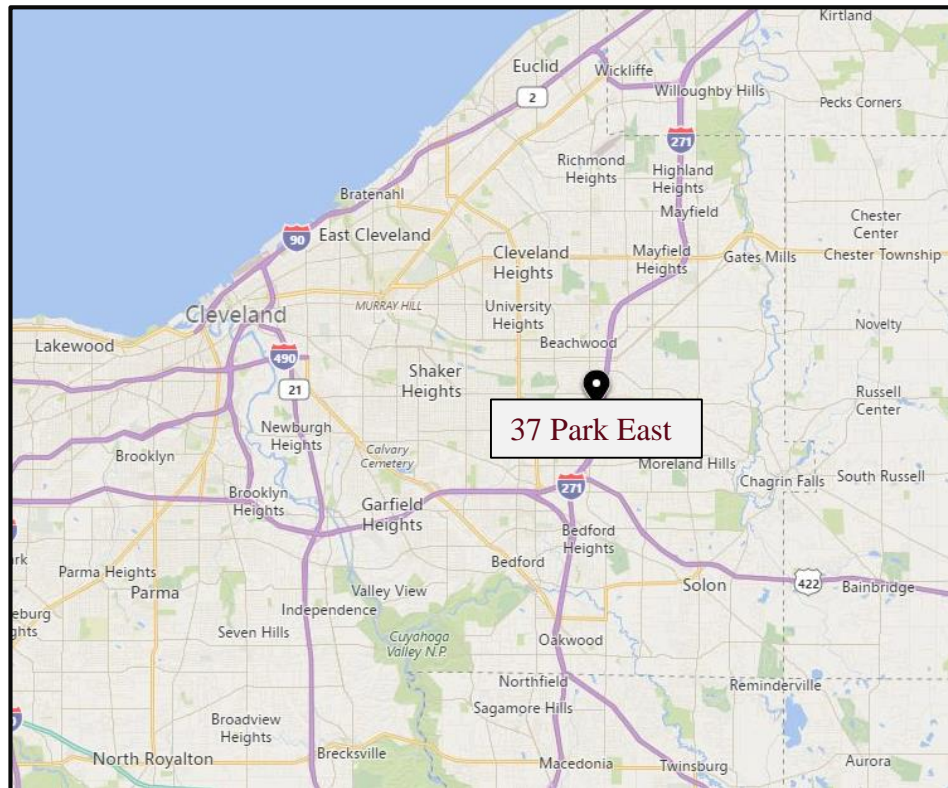 Kirtland
Euclid
Wickliffe
2
Willoughby Hills
Pecks Corners
271
Richmond
Heights
Highland
Heights
Bratenahl
Mayfield
90
East Cleveland
Chester
Center
Cleveland
Heights
Mayfield
Heights
Gates Mills
Chester Township
MURRAY HILL
University
Heights
Cleveland
Novelty
Lakewood
Beachwood
490
Shaker
Heights
21
Russell
Center
37 Park East
Newburgh
Heights
Brooklyn
Calvary
Cemetery
Moreland Hills
South Russell
Chagrin Falls
271
Brooklyn
Heights
Garfield
Heights
Bedford
Heights
rk
Bedford
Parma Heights
Solon
422
Bainbridge
Parma
Valley View
eburg
ghts
Independence
Seven Hills
Cuyahoga
Valley N.P.
Oakwood
Northfield
Reminderville
Sagamore Hills
Broadview
Heights
Brecksville
North Royalton
Macedonia
Twinsburg
Aurora